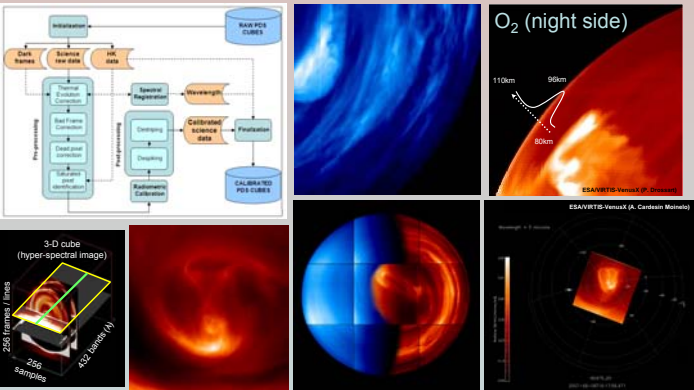 Initialization
RAW PDS
CUBES
Dark
frames
Science
raw data
HK
data
Thermal
Evolution
Correction
Bad Frame
Correction
Dead pixel
correction
Saturated
pixel
identification
Pre-processing
Spectral
Registration
Wavelength
Post-processing
Destriping
Despiking
Calibrated
science
data
Finalization
Radiometric
Calibration
CALIBRATED
PDS CUBES
O₂ (night side)
110km
96km
80km
ESA/VIRTIS-VenusX (P. Drossart)
3-D cube
(hyper-spectral image)
256 frames / lines
256
samples
432 bands (λ)
ESA/VIRTIS-VenusX (A. Cardesin Moinelo)